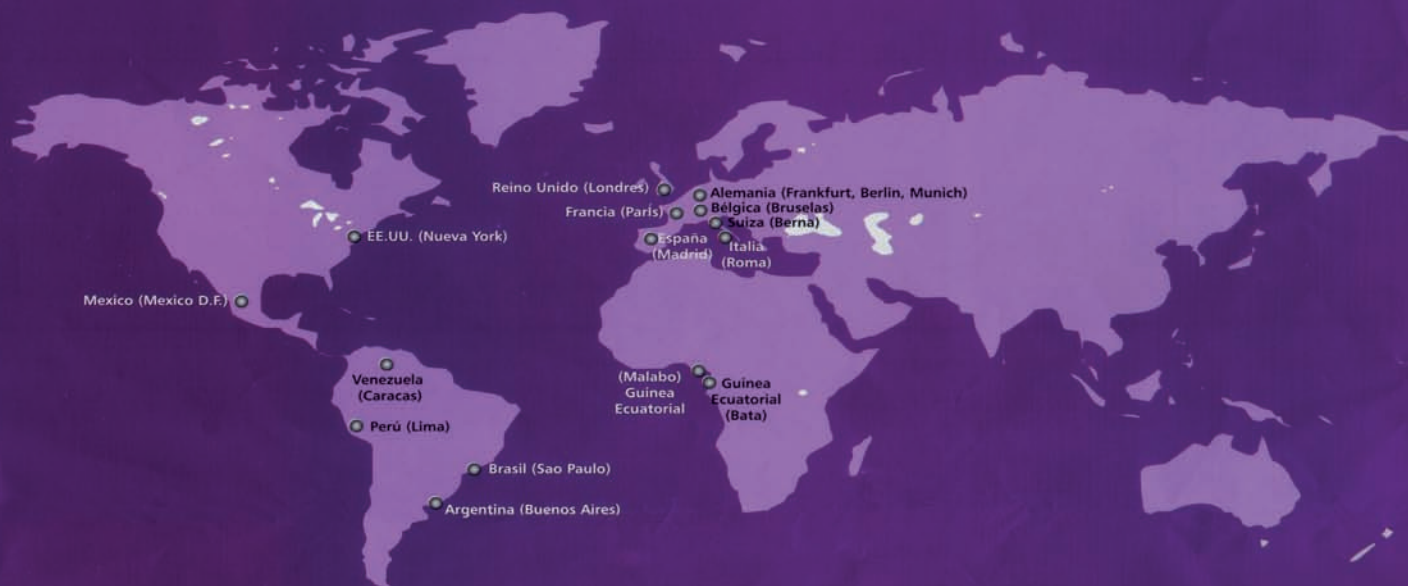 Reino Unido (Londres)
Alemania (Frankfurt, Berlin, Munich)
Bélgica (Bruselas)
Francia (París)
Suiza (Berna)
EE.UU. (Nueva York)
España
(Madrid)
Italia
(Roma)
Mexico (Mexico D.F.)
Venezuela
(Caracas)
(Malabo)
Guinea
Ecuatorial
Guinea
Ecuatorial
(Bata)
Perú (Lima)
Brasil (Sao Paulo)
Argentina (Buenos Aires)